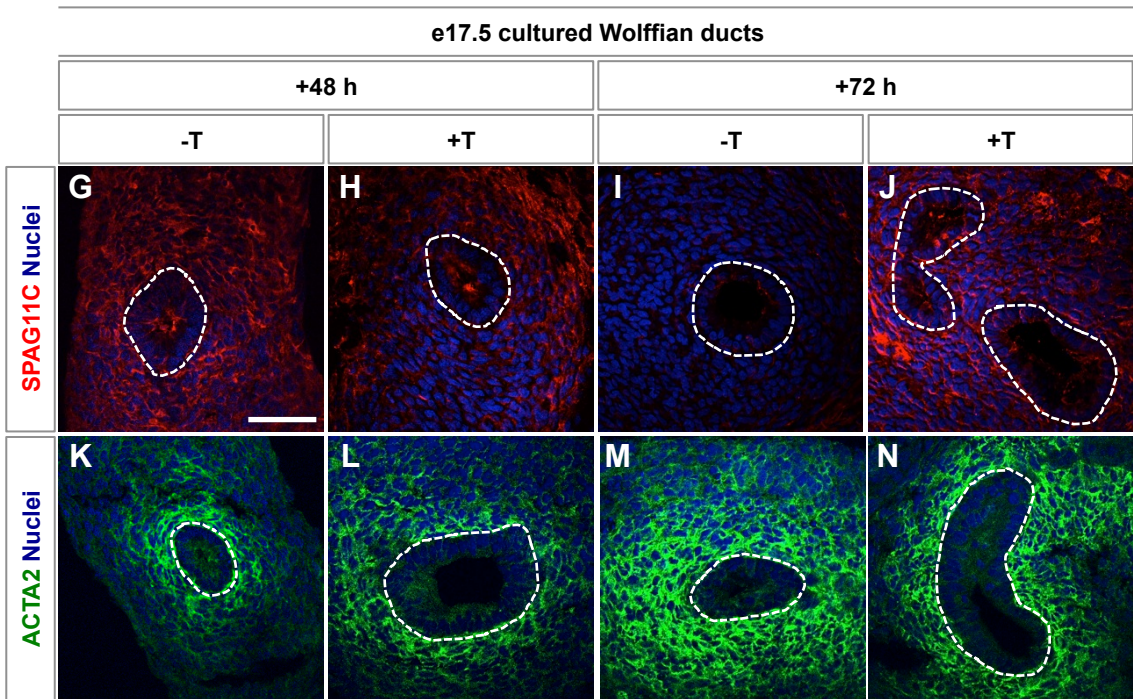 e17.5 cultured Wolffian ducts
+48 h
+72 h
-T
+T
-T
+T
SPAG11C Nuclei
G
H
I
J
ACTA2 Nuclei
K
L
M
N